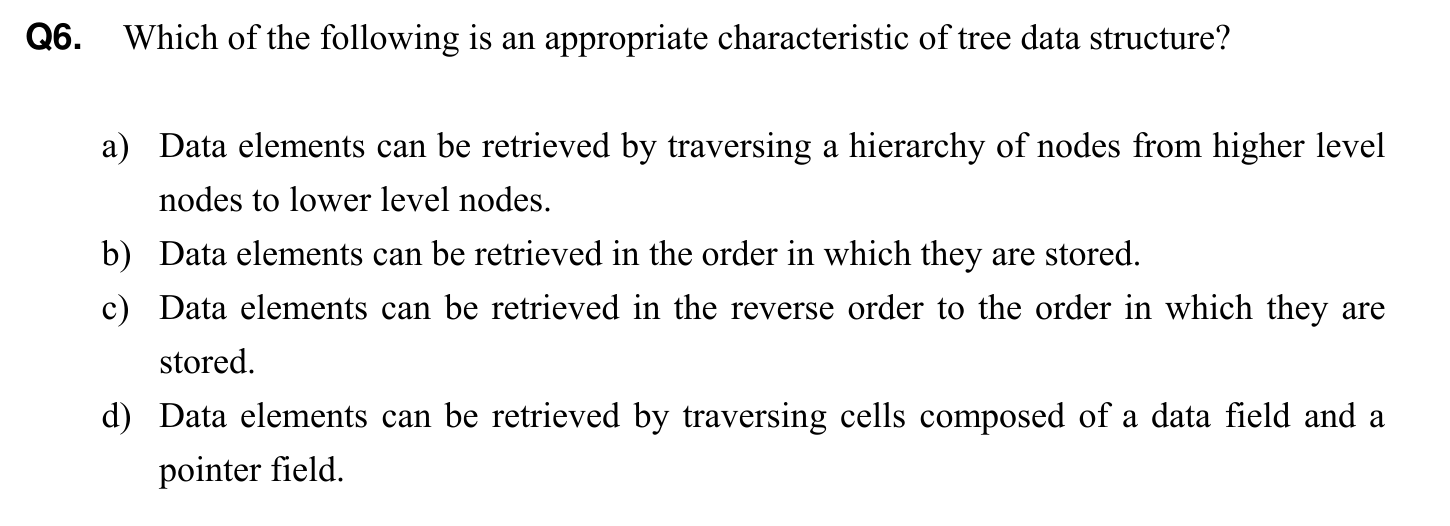 Q6. Which of the following is an appropriate characteristic of tree data structure?
a) Data elements can be retrieved by traversing a hierarchy of nodes from higher level
nodes to lower level nodes.
b) Data elements can be retrieved in the order in which they are stored.
c) Data elements can be retrieved in the reverse order to the order in which they are
stored.
d) Data elements can be retrieved by traversing cells composed of a data field and a
pointer field.